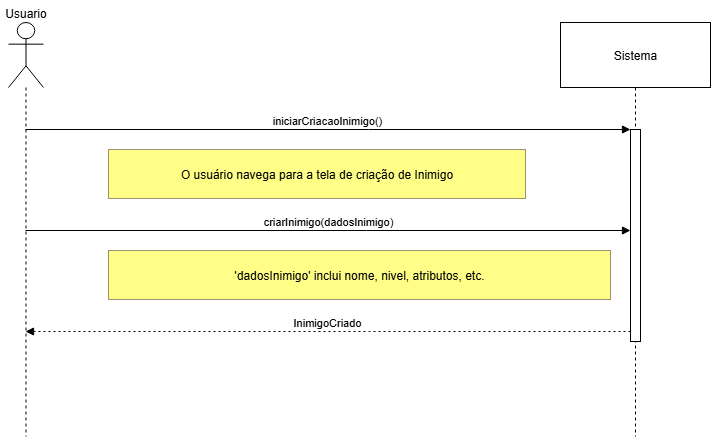 Usuario
Sistema
iniciarCriacaoInimigo()
O usuário navega para a tela de criação de Inimigo
criarInimigo(dadosInimigo)
'dadosInimigo' inclui nome, nivel, atributos, etc.
InimigoCriado